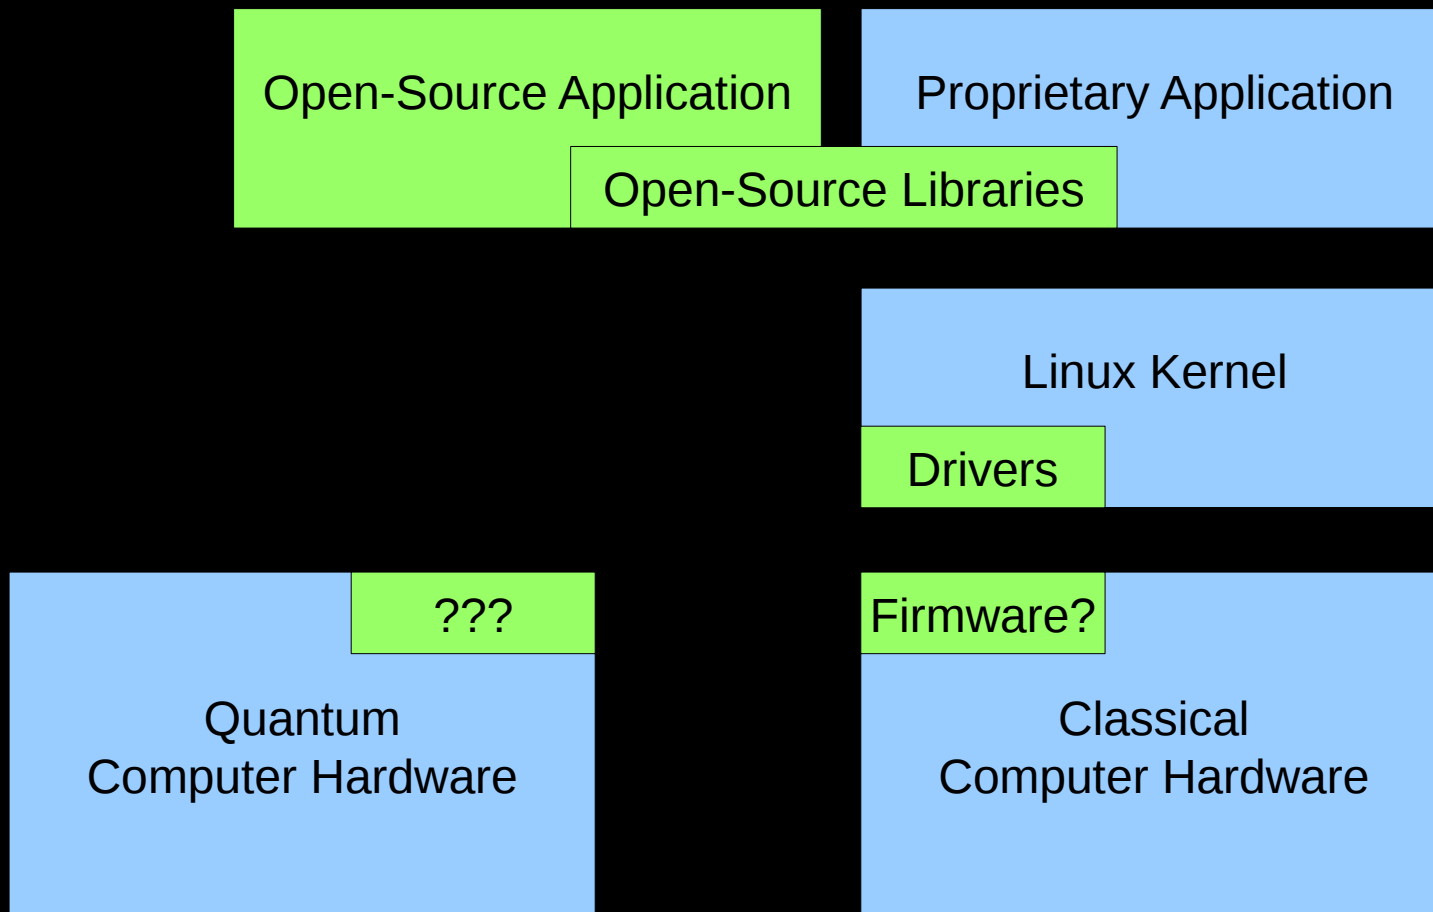 Open-Source Application
Proprietary Application
Open-Source Libraries
Linux Kernel
Drivers
???
Firmware?
Quantum
Computer Hardware
Classical
Computer Hardware